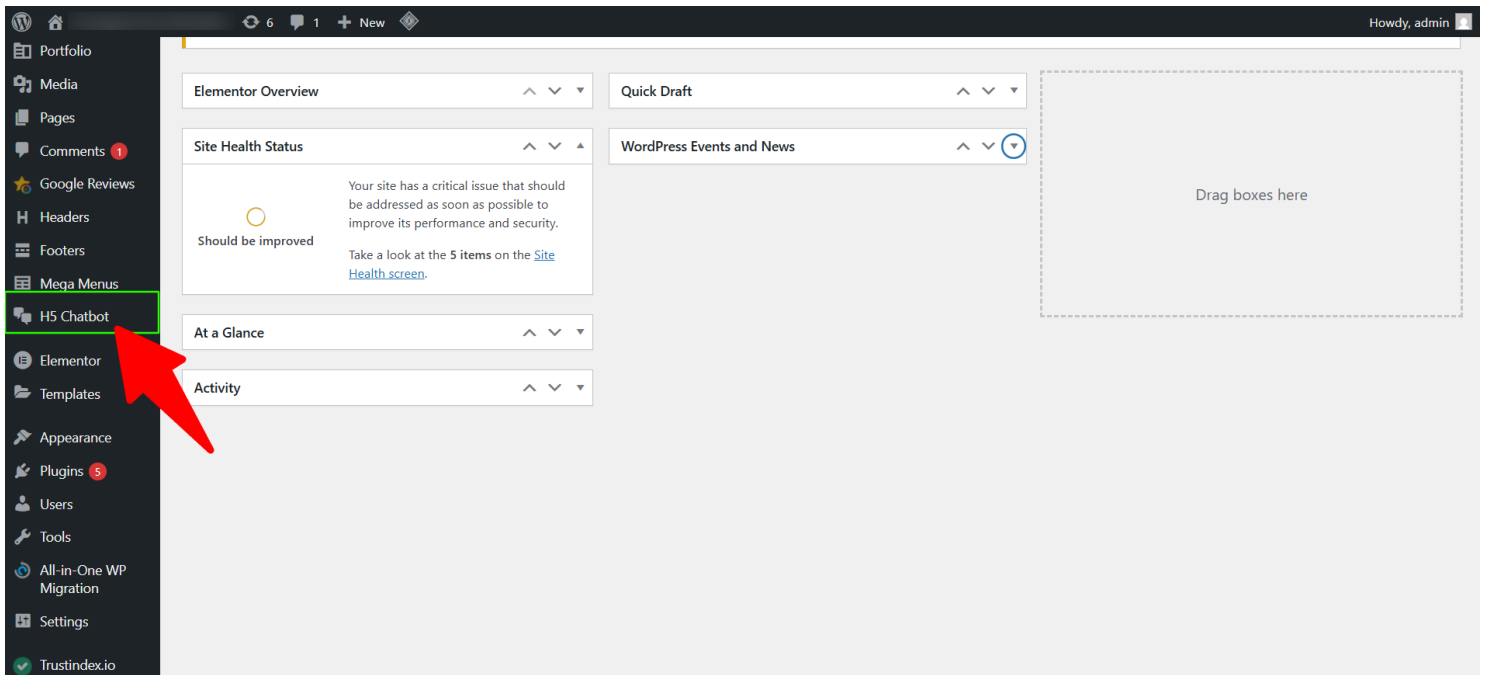 6 1 New Howdy, admin
Portfolio
Media
Pages
Comments 1
Google Reviews
Headers
Footers
Mega Menus
H5 Chatbot
Elementor
Templates
Appearance
Plugins 5
Users
Tools
All-in-One WP
Migration
Settings
Trustindex.io
Elementor Overview
Site Health Status
Should be improved
Your site has a critical issue that should
be addressed as soon as possible to
improve its performance and security.
Take a look at the 5 items on the Site
Health screen.
At a Glance
Activity
Quick Draft
WordPress Events and News
Drag boxes here